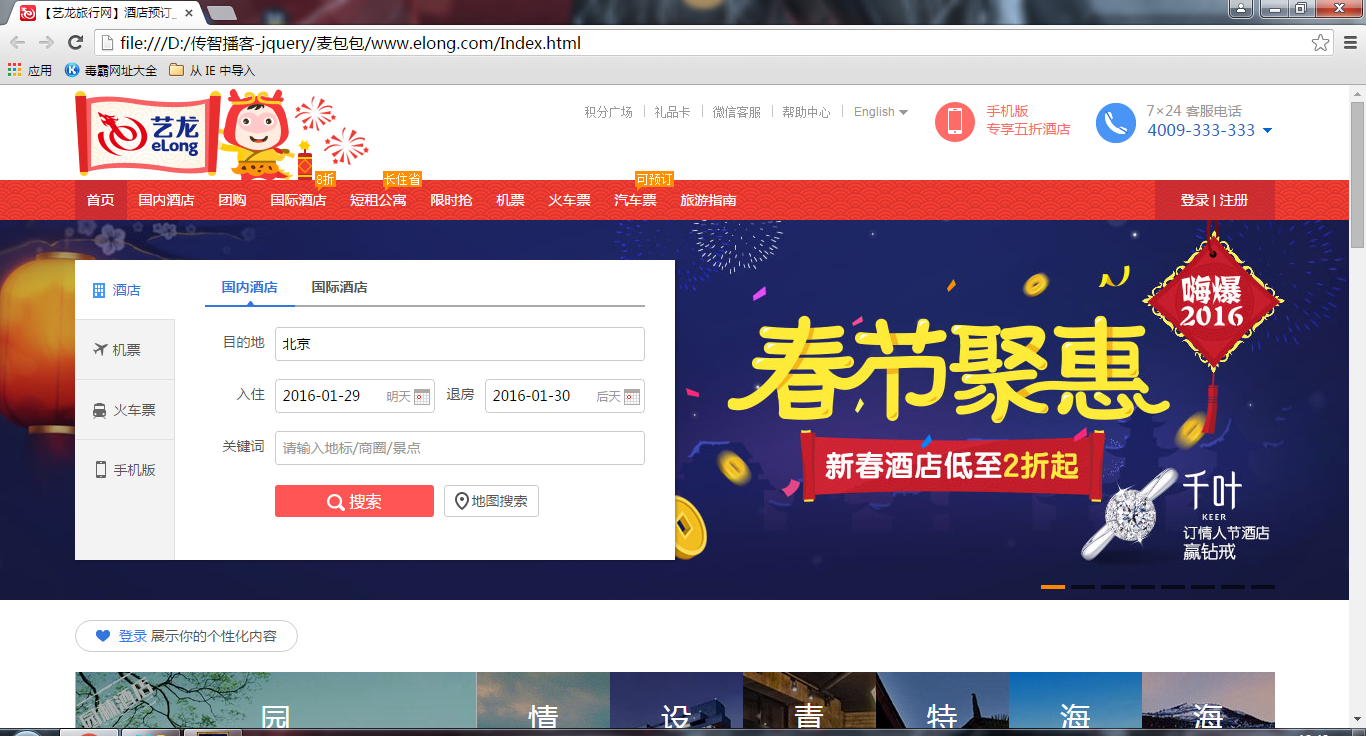 【艺龙旅行网】酒店预订_
file:///D:/传智播客-jquery/麦包包/www.elong.com/Index.html
应用 毒霸网址大全 从 IE 中导入
艺龙
eLong
积分广场 礼品卡 微信客服 帮助中心 English
手机版
专享五折酒店
7×24 客服电话
4009-333-333
8折 长住省 可预订
首页 国内酒店 团购 国际酒店 短租公寓 限时抢 机票 火车票 汽车票 旅游指南 登录 | 注册
酒店
机票
火车票
手机版
国内酒店 国际酒店
目的地 北京
入住 2016-01-29 明天 退房 2016-01-30 后天
关键词 请输入地标/商圈/景点
搜索 地图搜索
嗨爆
2016
春节聚惠
新春酒店低至2折起
千叶
KEER
订情人节酒店
赢钻戒
登录 展示你的个性化内容
园林酒店
园 情 设 青 特 海 海